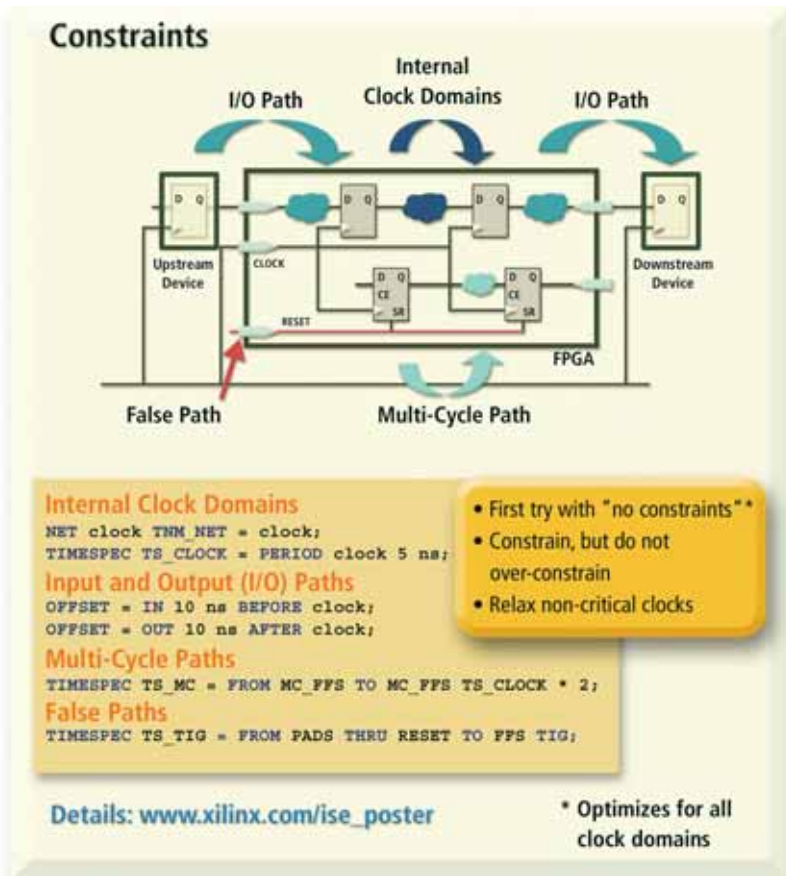 Constraints
Internal
Clock Domains
I/O Path
I/O Path
D Q
D Q
D Q
D Q
Upstream
Device
CLOCK
D Q
CE
SR
D Q
CE
SR
Downstream
Device
RESET
FPGA
False Path
Multi-Cycle Path
Internal Clock Domains
NET clock TNM_NET = clock;
TIMESPEC TS_CLOCK = PERIOD clock 5 ns;
Input and Output (I/O) Paths
OFFSET = IN 10 ns BEFORE clock;
OFFSET = OUT 10 ns AFTER clock;
Multi-Cycle Paths
TIMESPEC TS_MC = FROM MC_FFS TO MC_FFS TS_CLOCK * 2;
False Paths
TIMESPEC TS_TIG = FROM PADS THRU RESET TO FFS TIG;
• First try with "no constraints"*
• Constrain, but do not
over-constrain
• Relax non-critical clocks
Details: www.xilinx.com/ise_poster
* Optimizes for all
clock domains